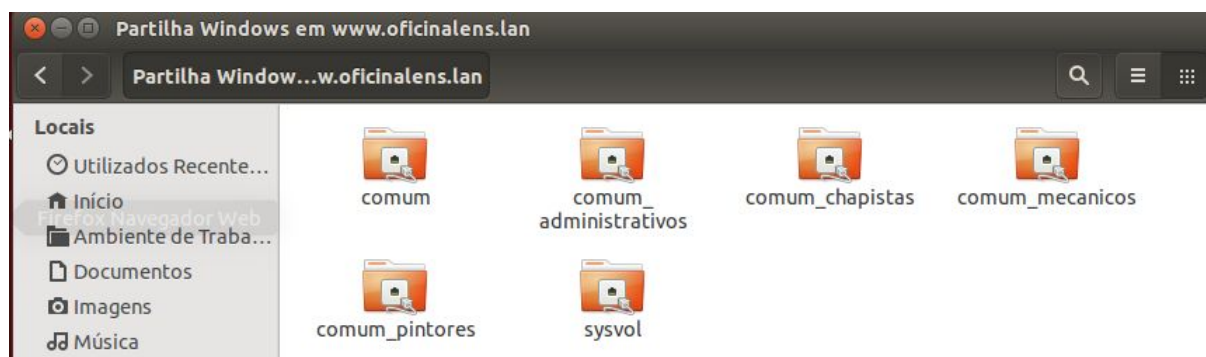 Partilha Windows em www.oficinalens.lan
Partilha Window...w.oficinalens.lan
Locais
Utilizados Recente...
Início
Firefox Navegador Web
Ambiente de Traba...
Documentos
Imagens
Música
comum
comum_
administrativos
comum_chapistas
comum_mecanicos
comum_pintores
sysvol